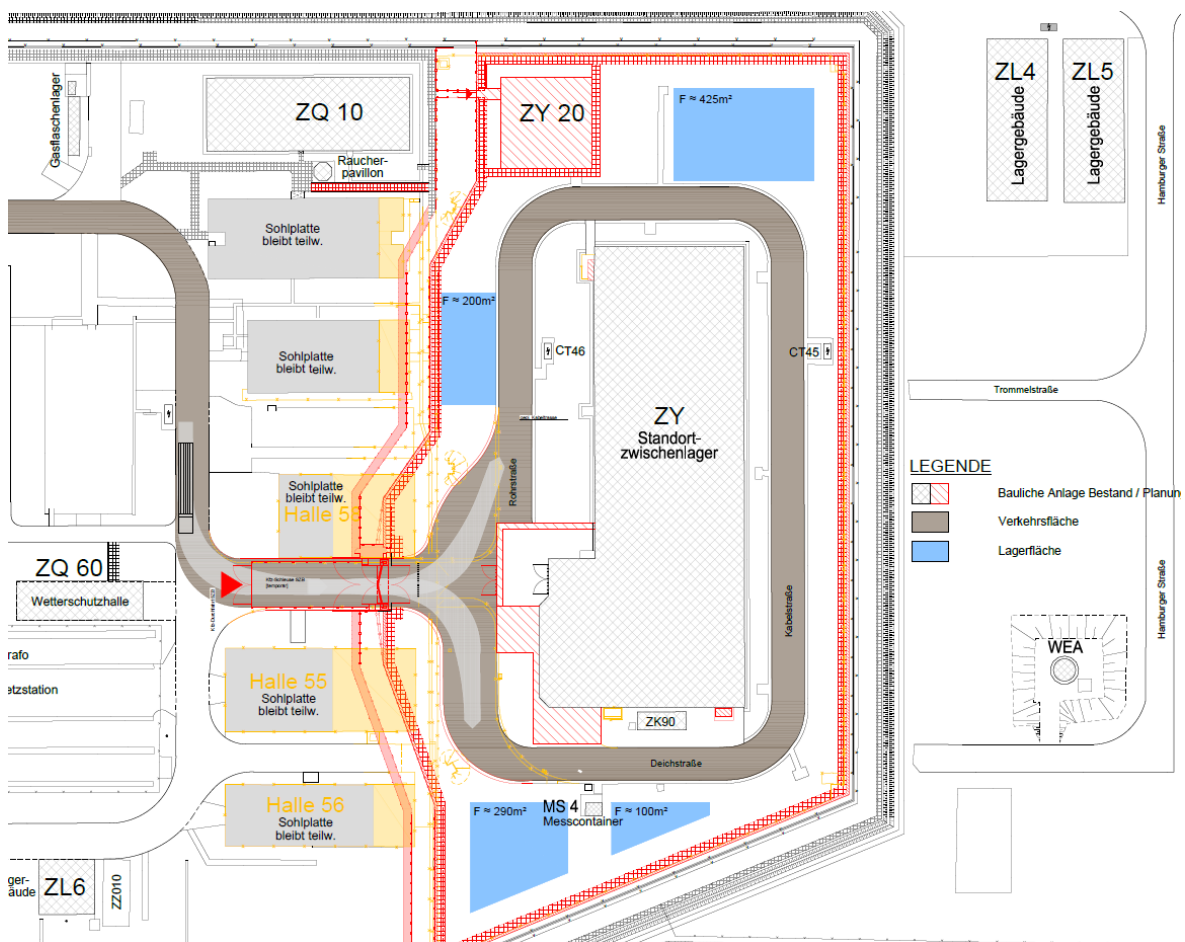 Gasflaschenlager
ZQ 10
Raucher-
pavillon
ZY 20
F ≈ 425m²
ZL4
Lagergebäude
ZL5
Lagergebäude
Hamburger Straße
Sohlplatte
bleibt teilw.
F ≈ 200m²
Sohlplatte
bleibt teilw.
CT46
CT45
Trommelstraße
ZY
Standort-
zwischenlager
Rohrstraße
LEGENDE
Bauliche Anlage Bestand / Planun
Verkehrsfläche
Lagerfläche
Sohlplatte
bleibt teilw.
Halle 5
ZQ 60
Wetterschutzhalle
Kabelstraße
Hamburger Straße
WEA
rafo
etzstation
Halle 55
Sohlplatte
bleibt teilw.
ZK90
Deichstraße
Halle 56
Sohlplatte
bleibt teilw.
F ≈ 290m²
MS 4
Messcontainer
F ≈ 100m²
ger-
äude
ZL6
ZZ010